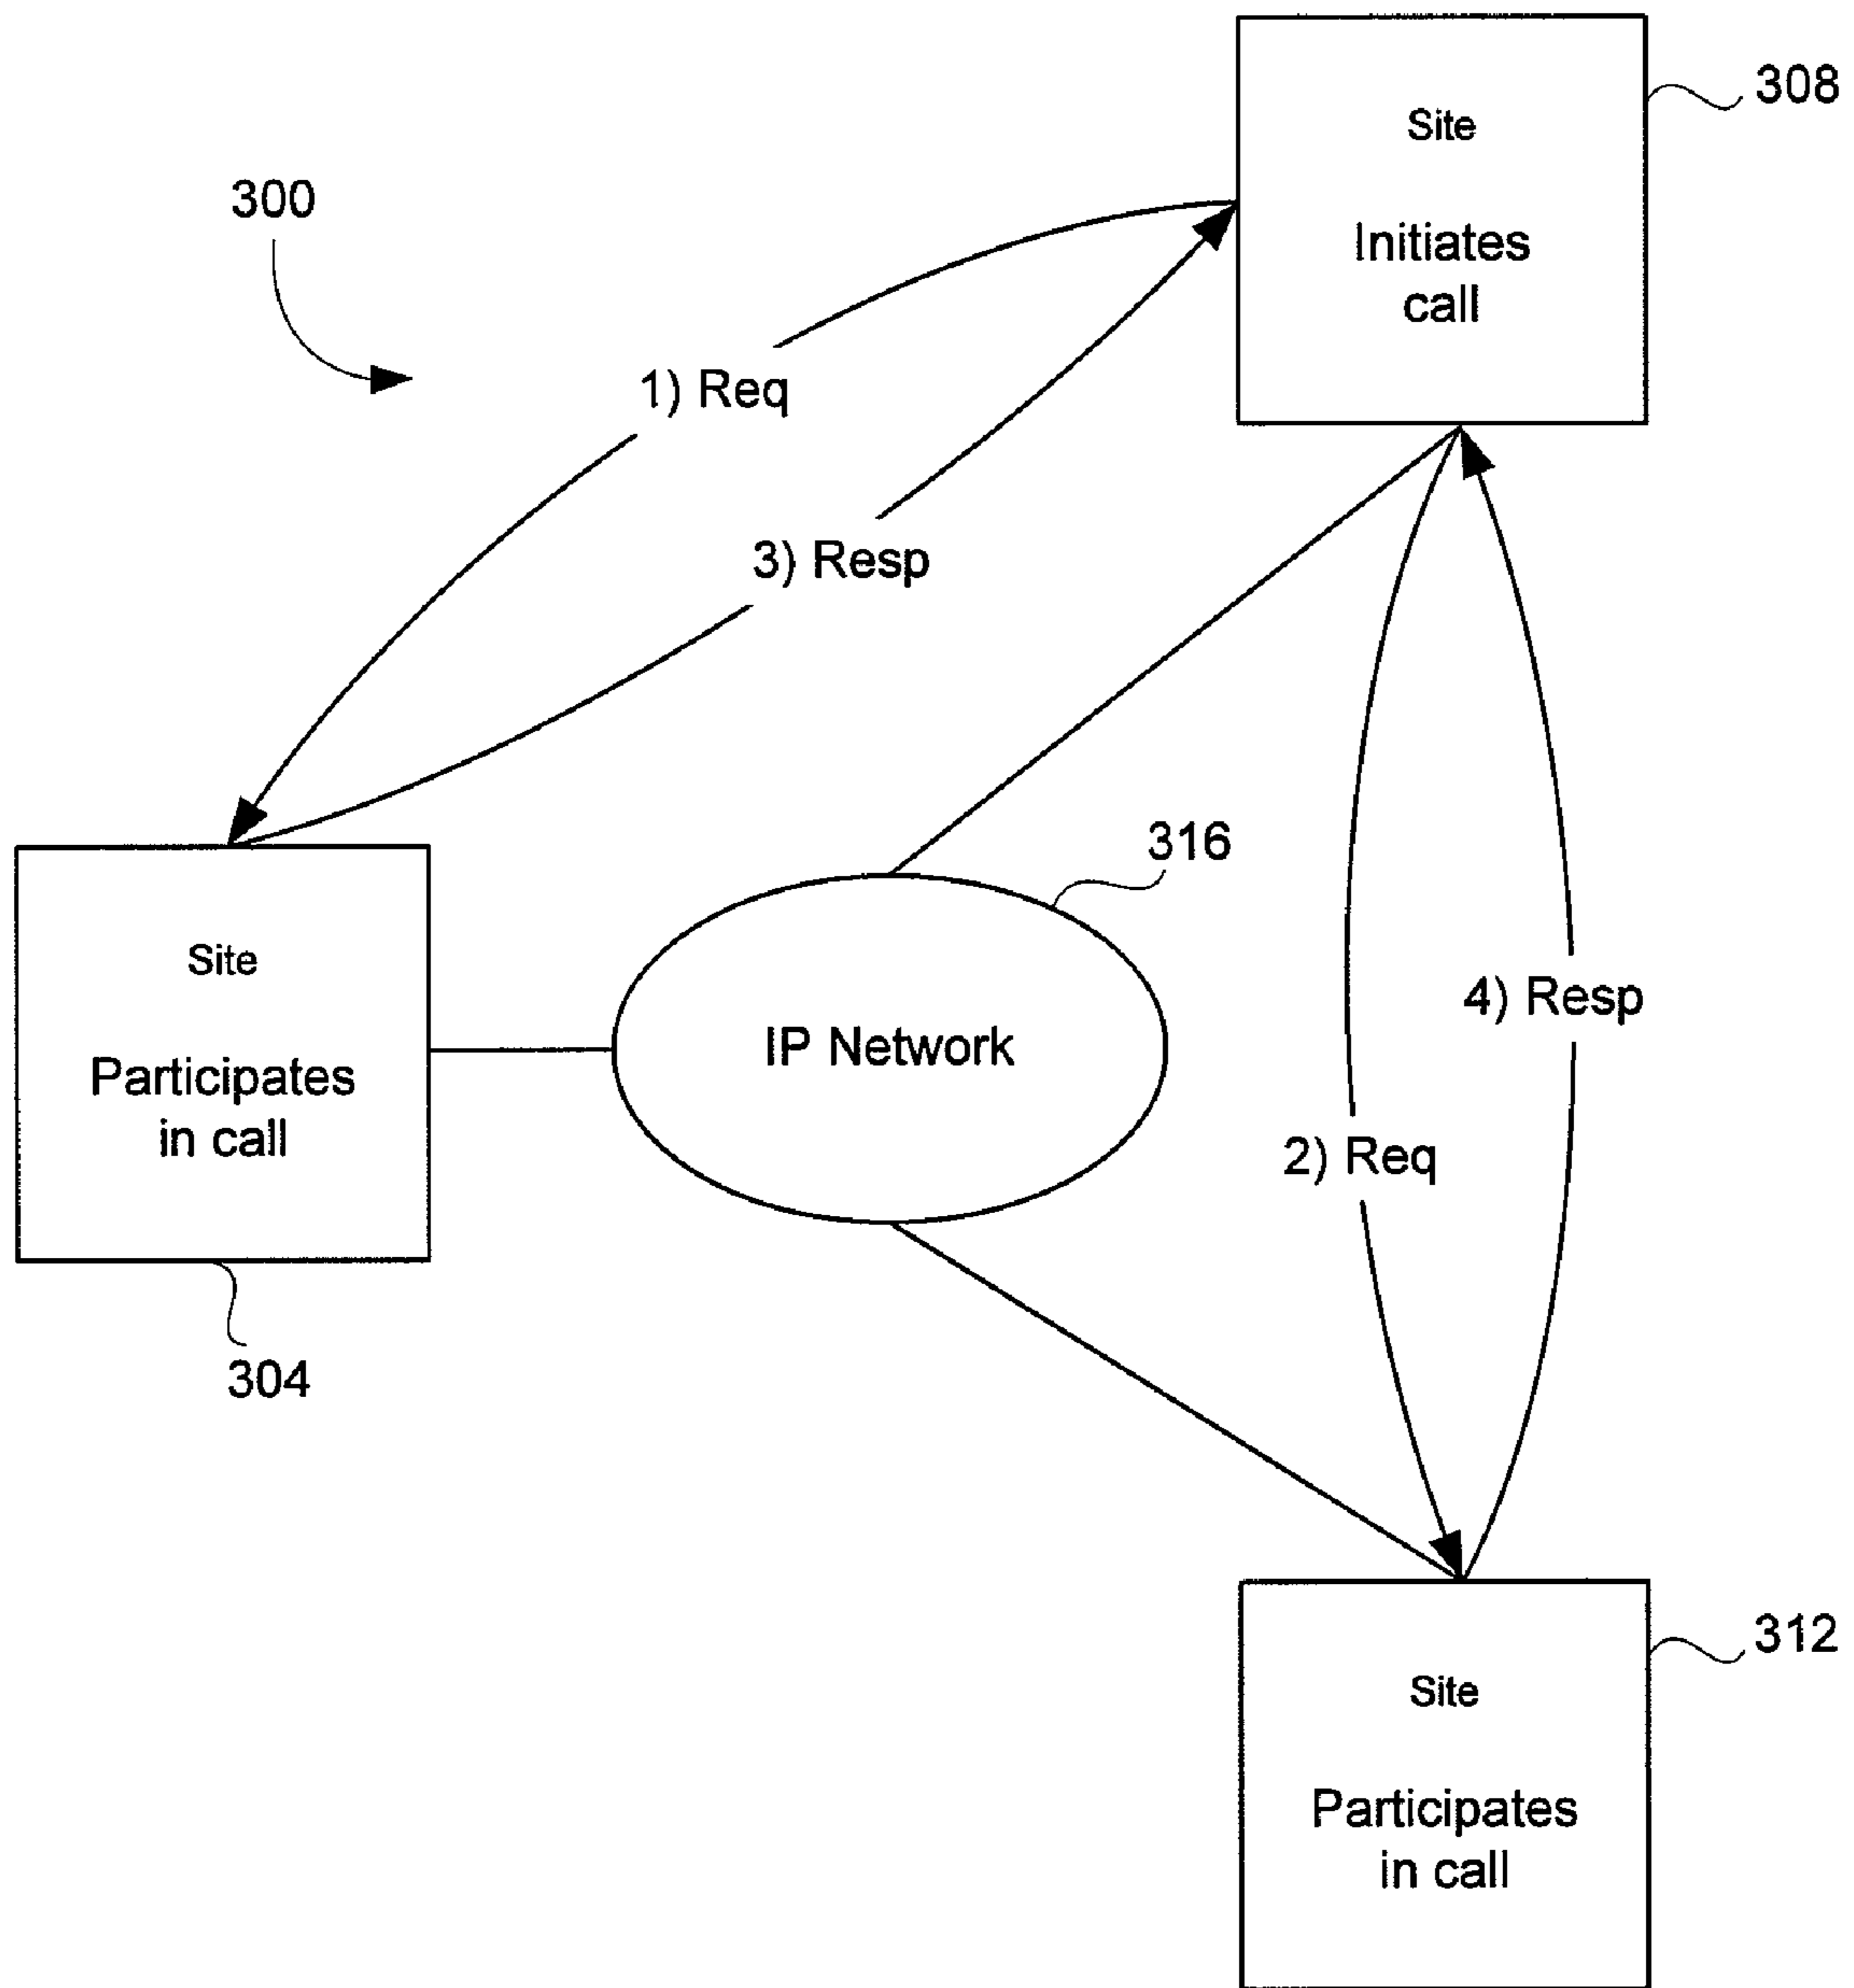 308
Site
Initiates
call
300
1) Req
3) Resp
316
Site
Participates
in call
IP Network
4) Resp
2) Req
304
312
Site
Participates
in call